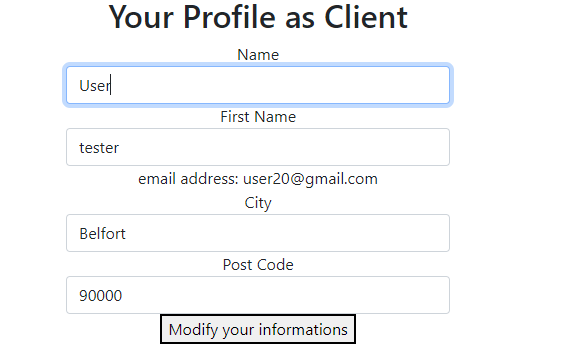 Your Profile as Client
Name
User
First Name
tester
email address: user20@gmail.com
City
Belfort
Post Code
90000
Modify your informations